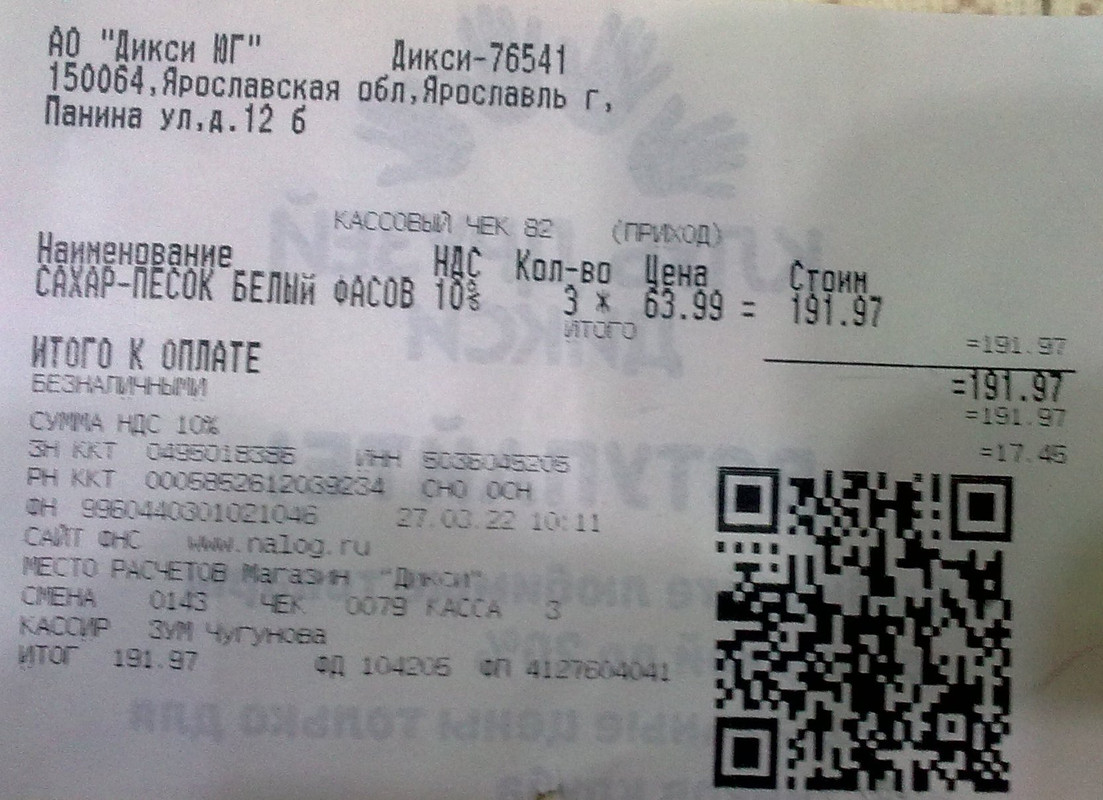 АО "Дикси ЮГ" Дикси-76541
150064,Ярославская обл,Ярославль г,
Панина ул,д.12 б
КАССОВЫЙ ЧЕК 82 (ПРИХОД)
Наименование НДС Кол-во Цена Стоим
САХАР-ПЕСОК БЕЛЫЙ ФАСОВ 10% 3 * 63.99 = 191.97
ИТОГО =191.97
ИТОГО К ОПЛАТЕ =191.97
БЕЗНАЛИЧНЫМИ =191.97
СУММА НДС 10% =17.45
ЗН ККТ 0496018386 ИНН 5036045205
РН ККТ 0005852612039234 СНО ОСН
ФН 9960440301021046 27.03.22 10:11
САЙТ ФНС www.nalog.ru
МЕСТО РАСЧЕТОВ Магазин "Дикси"
СМЕНА 0143 ЧЕК 0079 КАССА 3
КАССИР ЗУМ Чугунова
ИТОГ 191.97 ФД 104205 ФП 4127604041